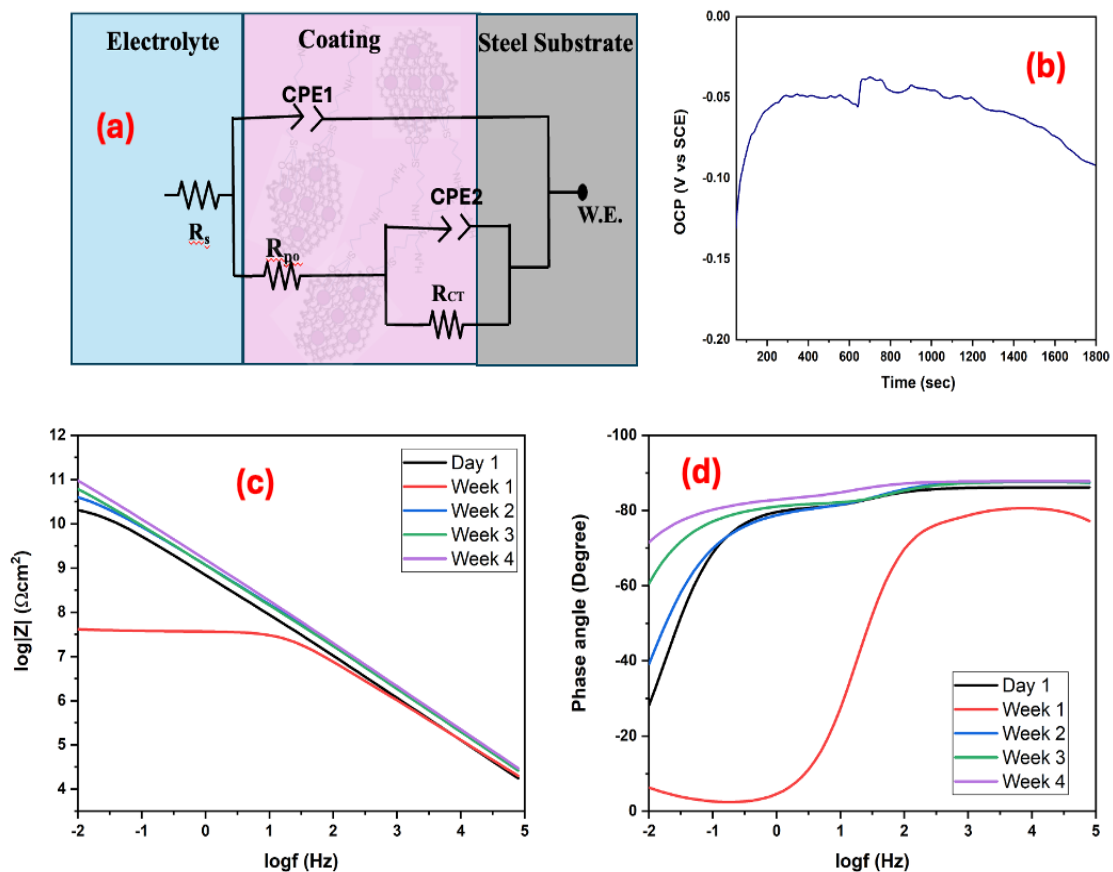 Electrolyte
Coating
Steel Substrate
(a)
CPE1
CPE2
W.E.
Rs
Rpo
RCT
(b)
0.00
-0.05
-0.10
-0.15
-0.20
OCP (V vs SCE)
200 400 600 800 1000 1200 1400 1600 1800
Time (sec)
(c)
12
11
10
9
8
7
6
5
4
log|Z| (Ωcm²)
Day 1
Week 1
Week 2
Week 3
Week 4
-2 -1 0 1 2 3 4 5
logf (Hz)
(d)
-100
-80
-60
-40
-20
0
Phase angle (Degree)
Day 1
Week 1
Week 2
Week 3
Week 4
-2 -1 0 1 2 3 4 5
logf (Hz)